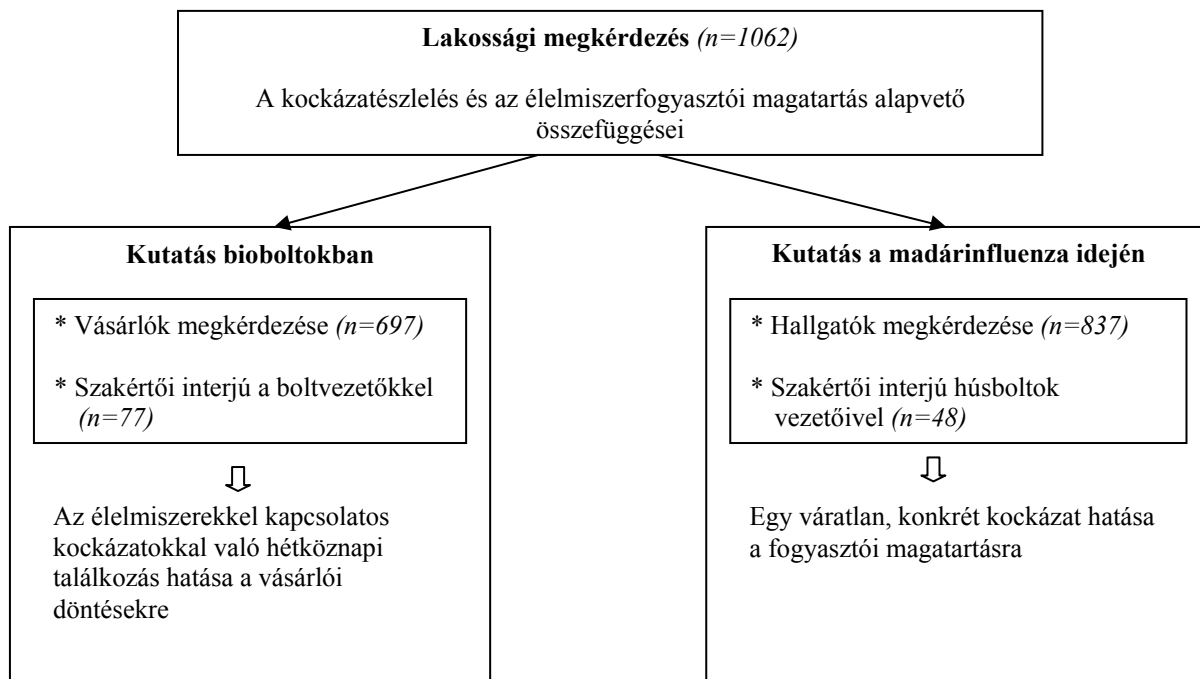 Lakossági megkérdezés (n=1062)
A kockázatészlelés és az élelmiszerfogyasztói magatartás alapvető
összefüggései
Kutatás bioboltokban
* Vásárlók megkérdezése (n=697)
* Szakértői interjú a boltvezetőkkel
(n=77)
Az élelmiszerekkel kapcsolatos
kockázatokkal való hétköznapi
találkozás hatása a vásárlói
döntésekre
Kutatás a madárinfluenza idején
* Hallgatók megkérdezése (n=837)
* Szakértői interjú húsboltok
vezetőivel (n=48)
Egy váratlan, konkrét kockázat hatása
a fogyasztói magatartásra